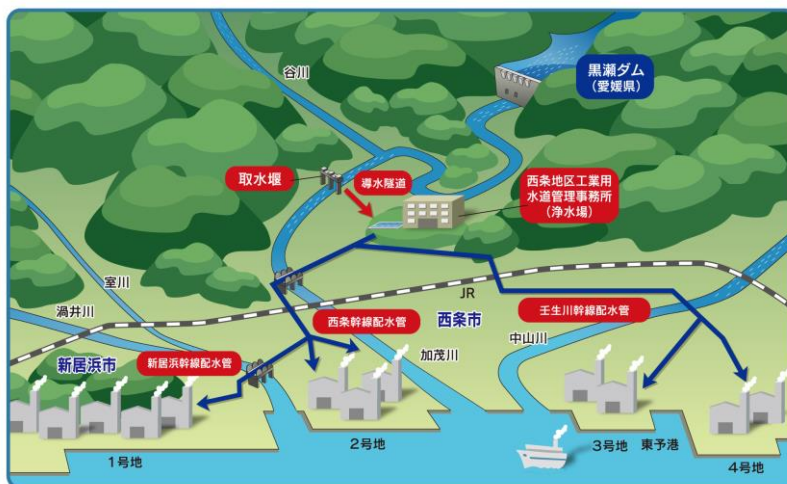 谷川
黒瀬ダム
(愛媛県)
取水堰
導水隧道
西条地区工業用
水道管理事務所
(浄水場)
室川
渦井川
JR
西条幹線配水管
西条市
壬生川幹線配水管
新居浜市
新居浜幹線配水管
加茂川
中山川
1号地
2号地
3号地
東予港
4号地